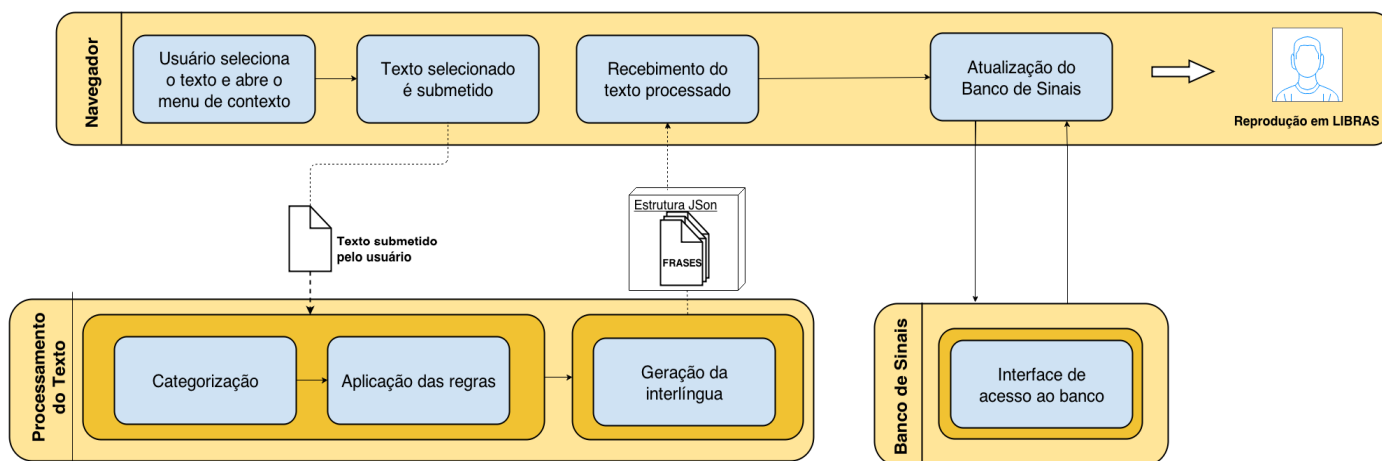 Navegador
Usuário seleciona
o texto e abre o
menu de contexto
Texto selecionado
é submetido
Recebimento do
texto processado
Atualização do
Banco de Sinais
Reprodução em LIBRAS
Texto submetido
pelo usuário
Estrutura JSon
FRASES
Processamento
do Texto
Categorização
Aplicação das regras
Geração da
interlíngua
Banco de Sinais
Interface de
acesso ao banco